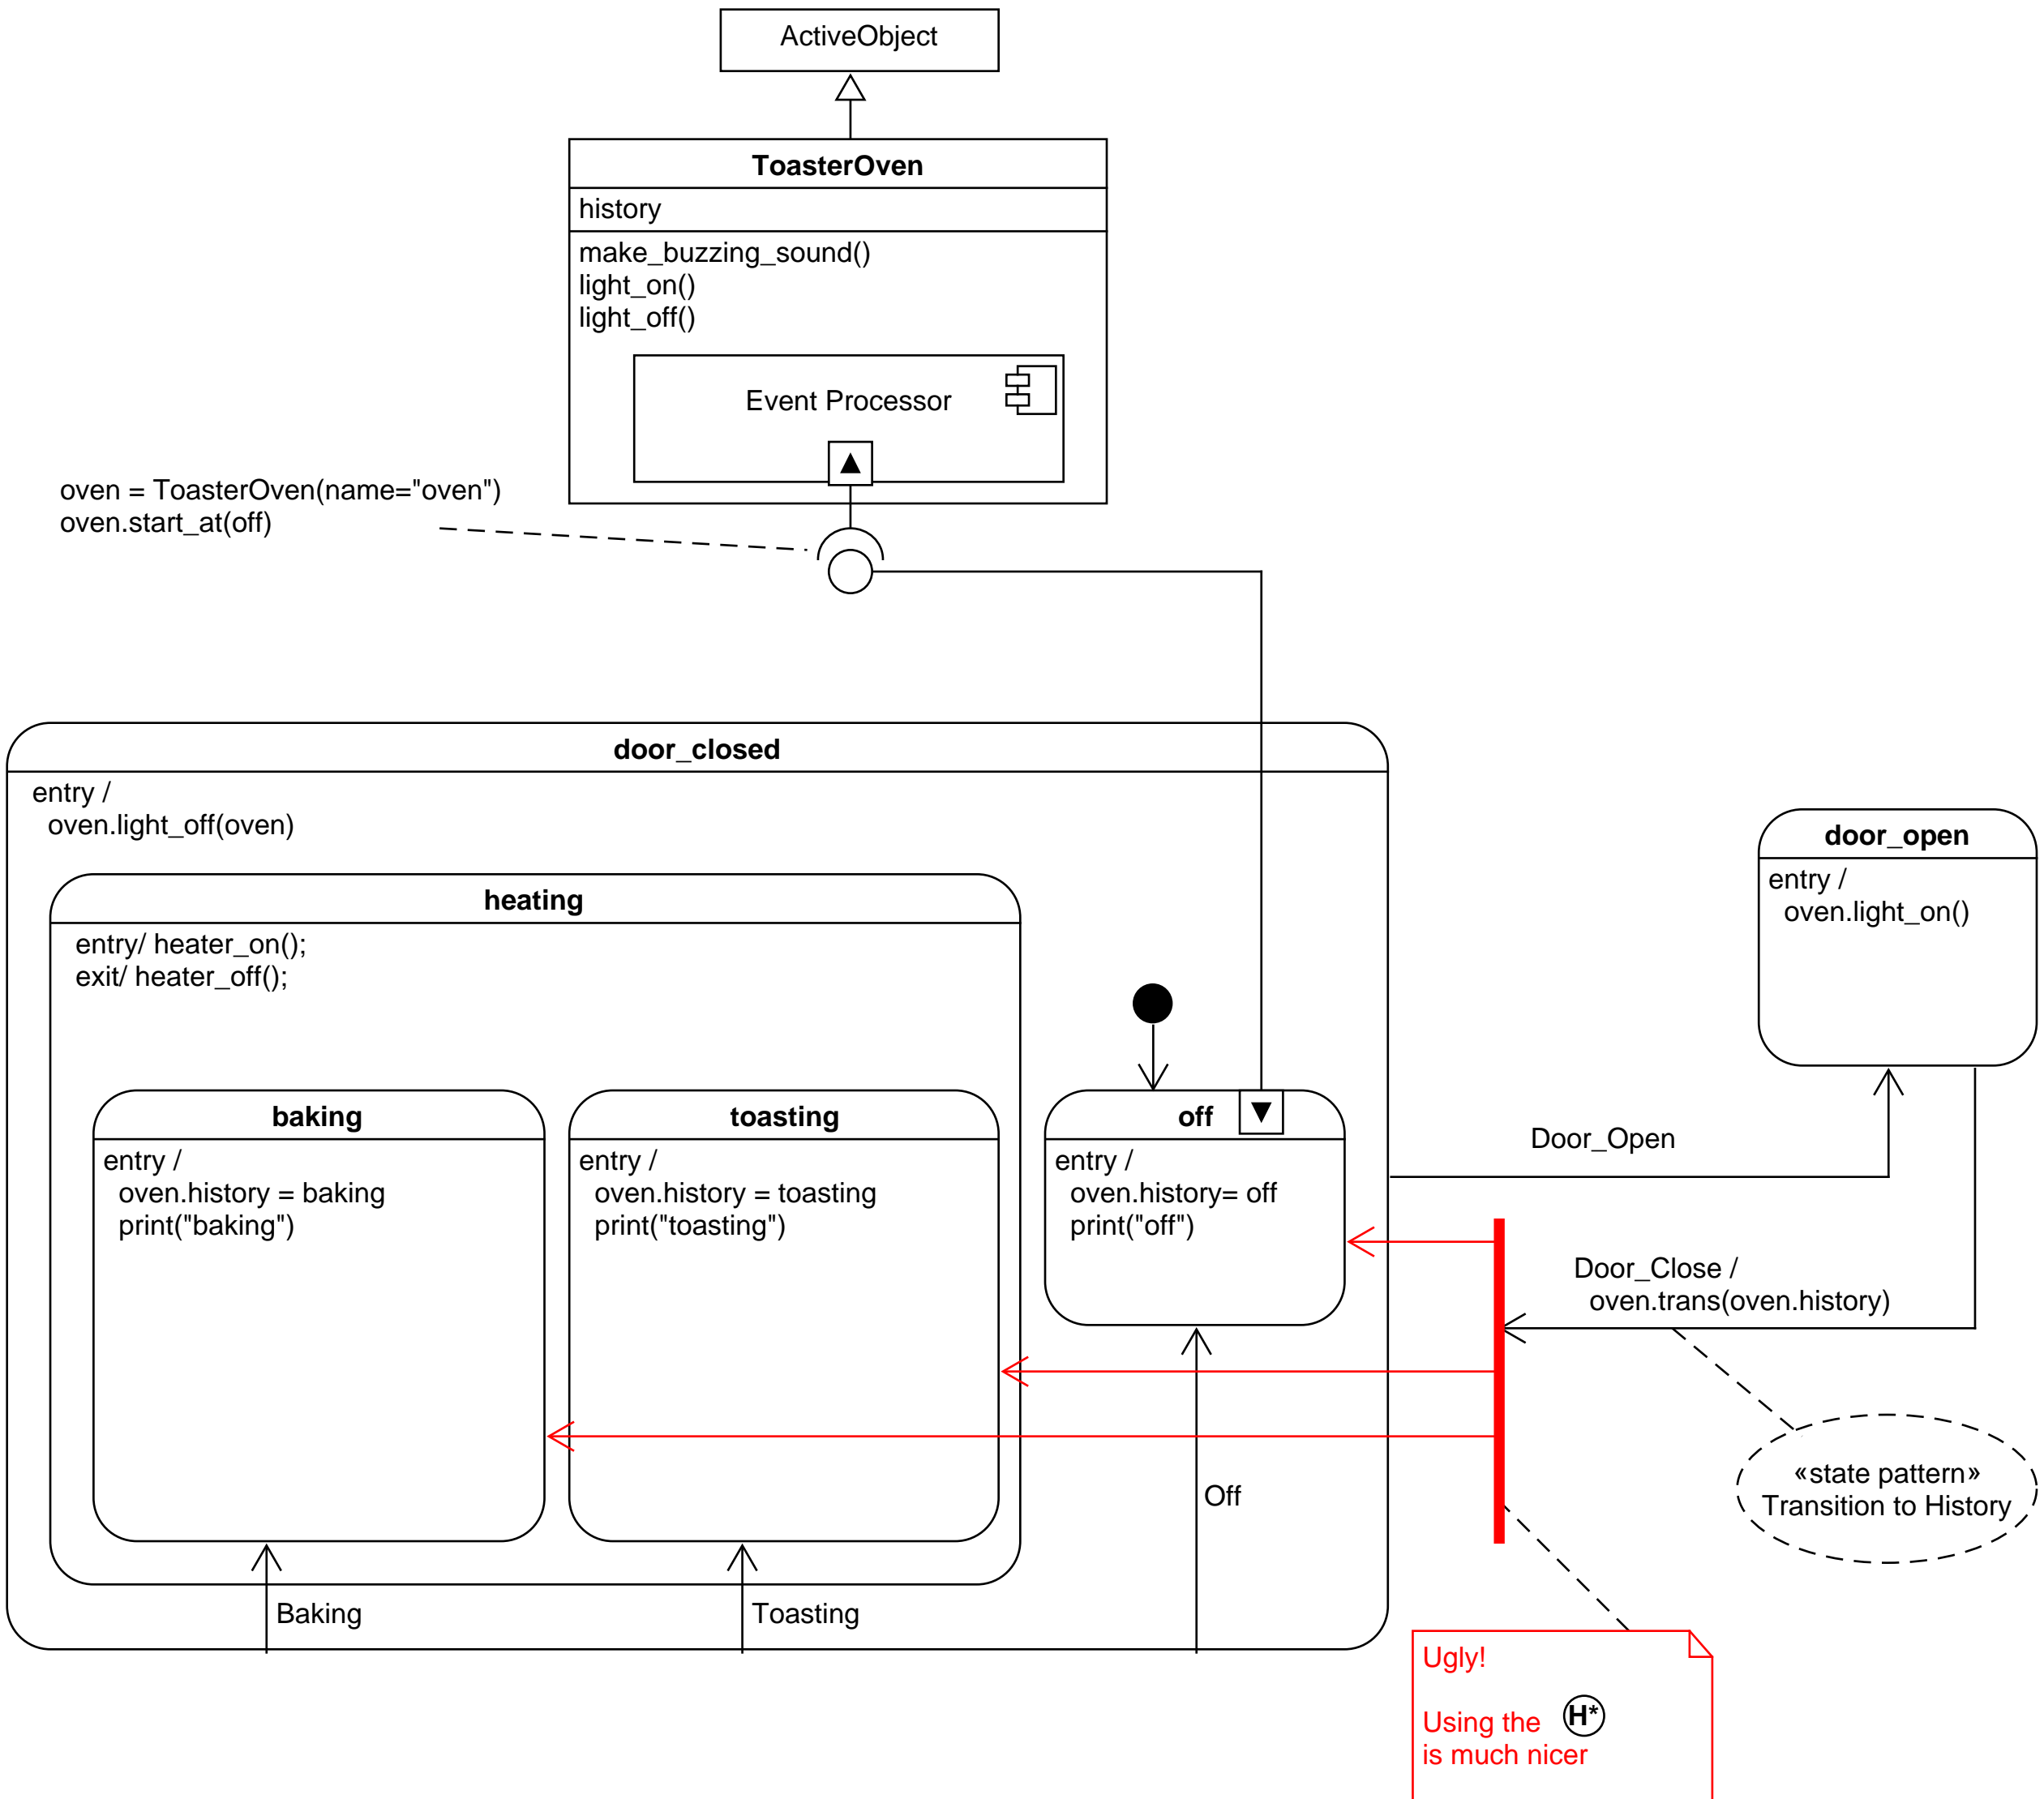 ActiveObject
ToasterOven
history
make_buzzing_sound()
light_on()
light_off()
Event Processor
oven = ToasterOven(name="oven")
oven.start_at(off)
door_closed
entry /
oven.light_off(oven)
door_open
entry /
oven.light_on()
heating
entry/ heater_on();
exit/ heater_off();
baking
entry /
oven.history = baking
print("baking")
toasting
entry /
oven.history = toasting
print("toasting")
off
entry /
oven.history= off
print("off")
Door_Open
Door_Close /
oven.trans(oven.history)
«state pattern»
Transition to History
Off
Baking
Toasting
Ugly!
Using the H*
is much nicer